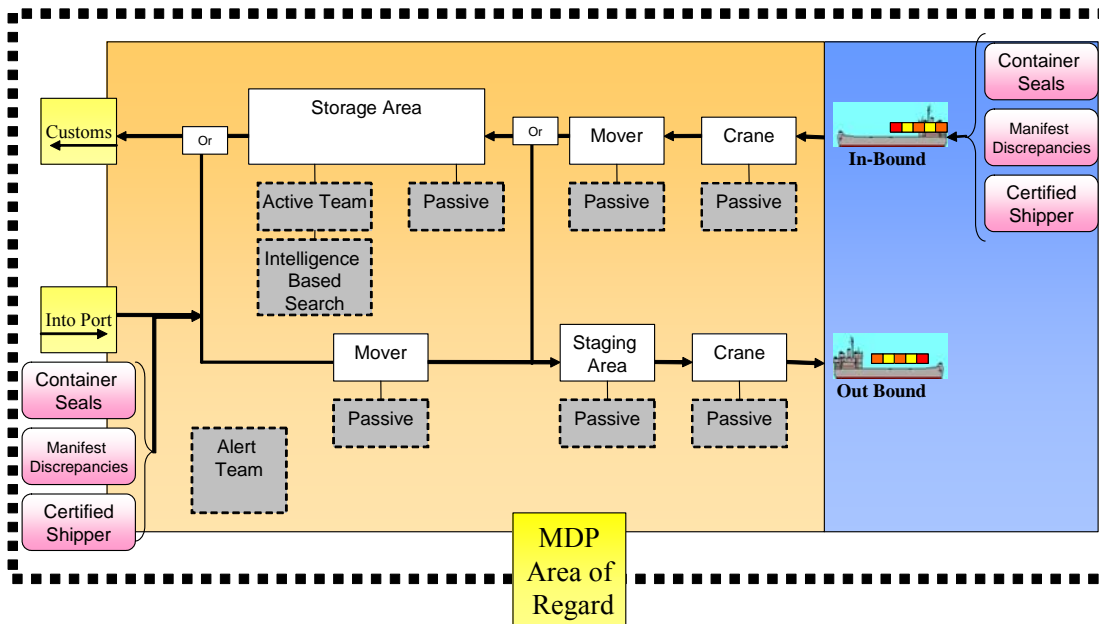 Container
Seals
Manifest
Discrepancies
Certified
Shipper
Customs
Or
Storage Area
Or
Mover
Crane
In-Bound
Active Team
Passive
Passive
Passive
Intelligence
Based
Search
Into Port
Mover
Staging
Area
Crane
Out Bound
Passive
Passive
Passive
Container
Seals
Manifest
Discrepancies
Certified
Shipper
Alert
Team
MDP
Area of
Regard